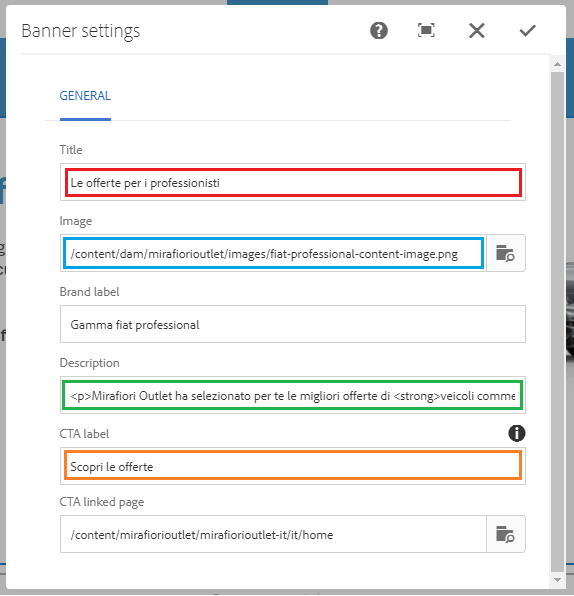 Banner settings
GENERAL
Title
Le offerte per i professionisti
Image
/content/dam/mirafiorioutlet/images/fiat-professional-content-image.png
Brand label
Gamma fiat professional
Description
<p>Mirafiori Outlet ha selezionato per te le migliori offerte di <strong>veicoli comme
CTA label
Scopri le offerte
CTA linked page
/content/mirafiorioutlet/mirafiorioutlet-it/it/home